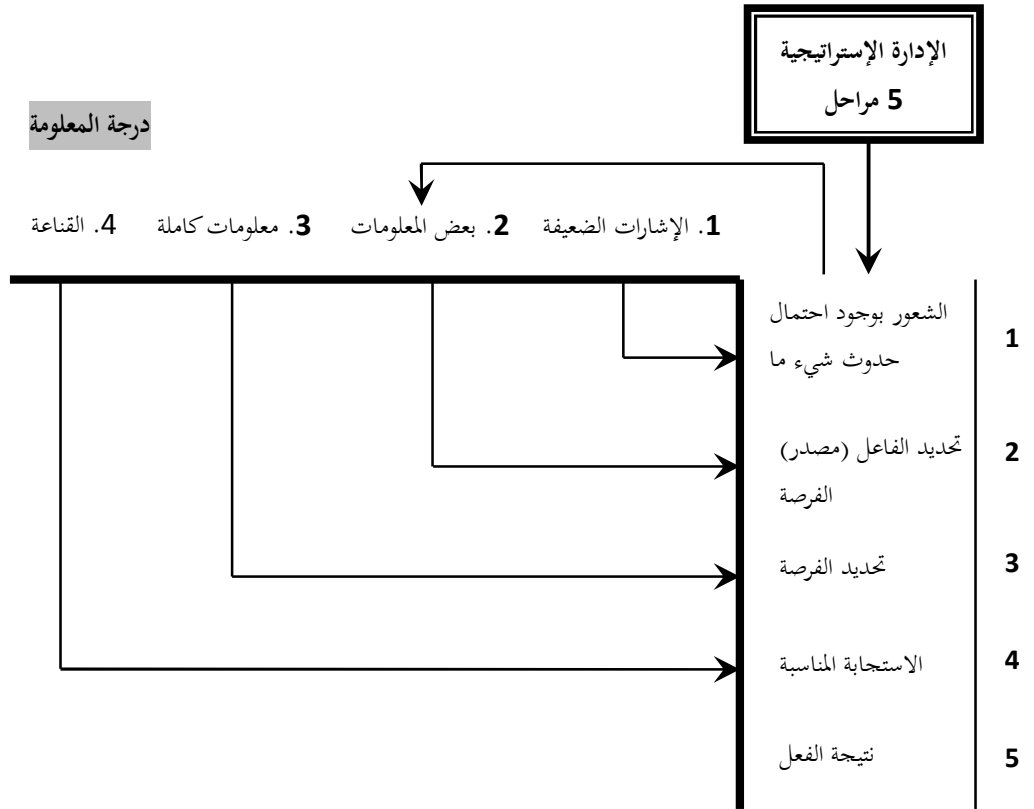 الإدارة الإستراتيجية
5 مراحل
درجة المعلومة
1. الإشارات الضعيفة 2. بعض المعلومات 3. معلومات كاملة 4. القناعة
1 الشعور بوجود احتمال
حدوث شيء ما
2 تحديد الفاعل (مصدر)
الفرصة
3 تحديد الفرصة
4 الاستجابة المناسبة
5 نتيجة الفعل